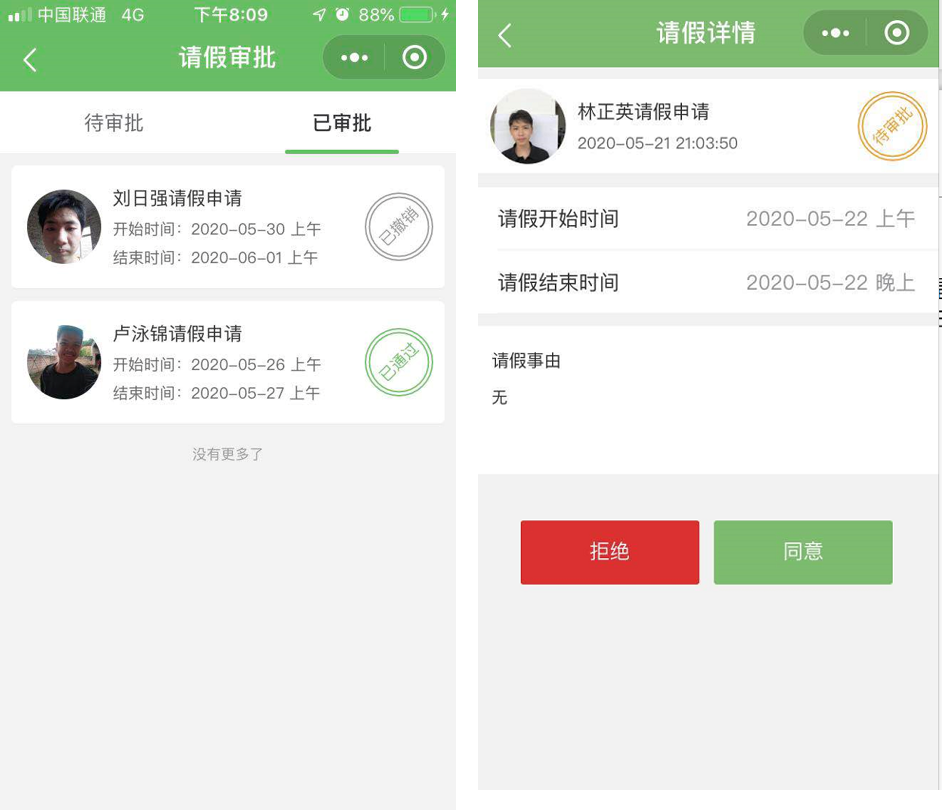 中国联通 4G 下午8:09 88%
请假审批
待审批 已审批
刘日强请假申请
开始时间：2020-05-30 上午
结束时间：2020-06-01 上午
已撤销
卢泳锦请假申请
开始时间：2020-05-26 上午
结束时间：2020-05-27 上午
已通过
没有更多了
请假详情
林正英请假申请
2020-05-21 21:03:50
待审批
请假开始时间 2020-05-22 上午
请假结束时间 2020-05-22 晚上
请假事由
无
拒绝 同意